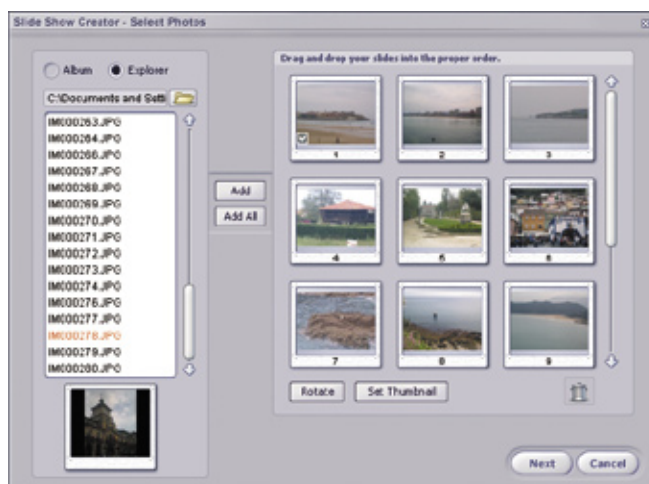 Slide Show Creator - Select Photos
Album
Explorer
C:\Documents and Setti
IM000263.JPG
IM000264.JPG
IM000266.JPG
IM000267.JPG
IM000268.JPG
IM000269.JPG
IM000270.JPG
IM000271.JPG
IM000272.JPG
IM000273.JPG
IM000274.JPG
IM000276.JPG
IM000277.JPG
IM000278.JPG
IM000279.JPG
IM000280.JPG
Add
Add All
Drag and drop your slides into the proper order.
1
2
3
4
5
6
7
8
9
Rotate
Set Thumbnail
Next
Cancel